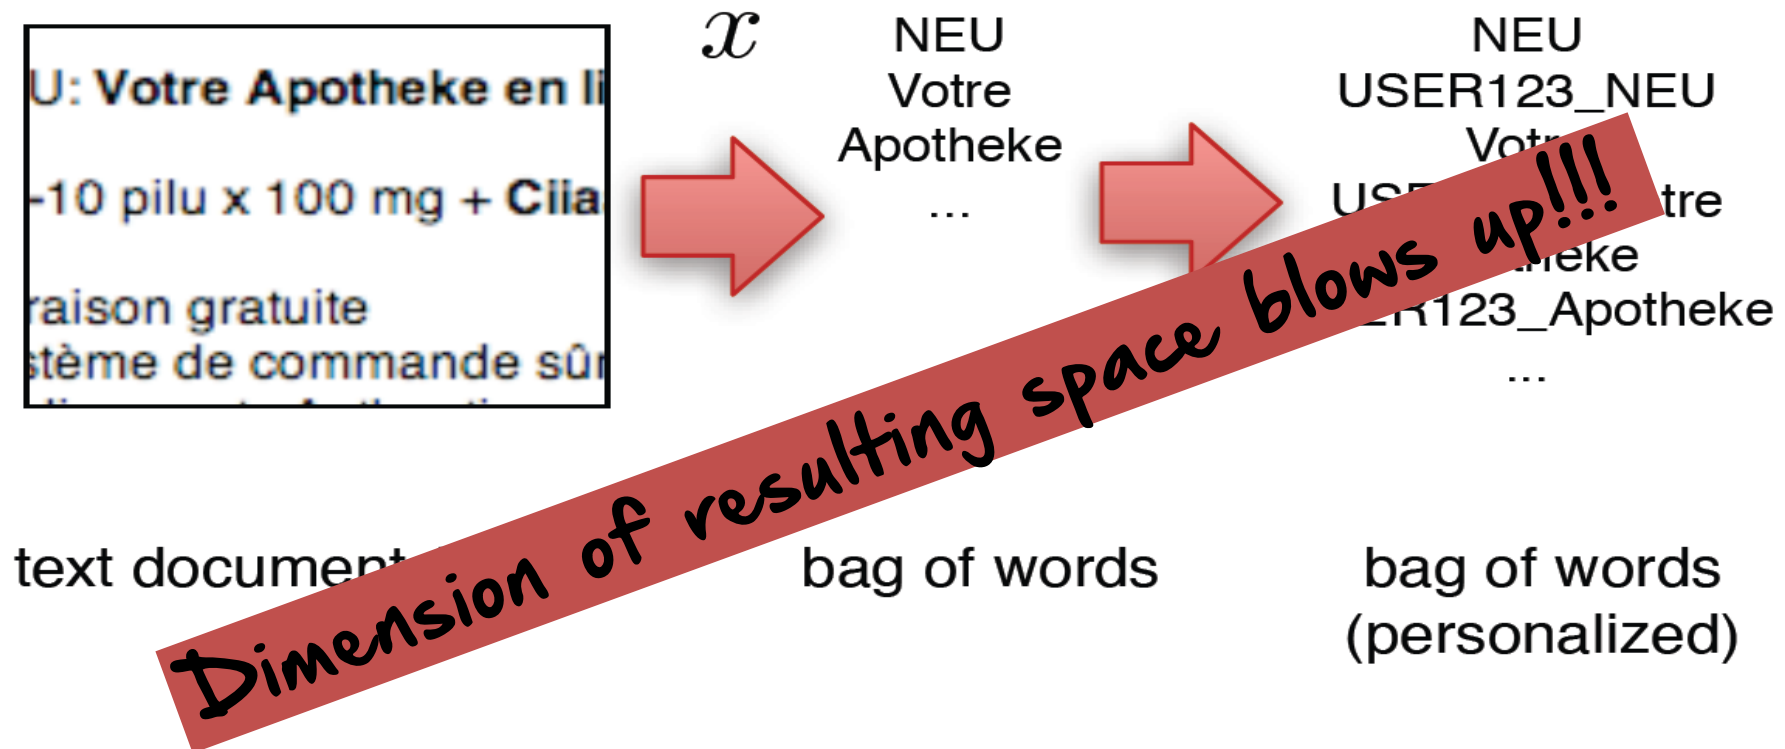 U: Votre Apotheke en li
-10 pilu x 100 mg + Ciia
raison gratuite
stème de commande sûr
x
NEU
Votre
Apotheke
...
NEU
USER123_NEU
...
Dimension of resulting space blows up!!!
text document
bag of words
bag of words
(personalized)